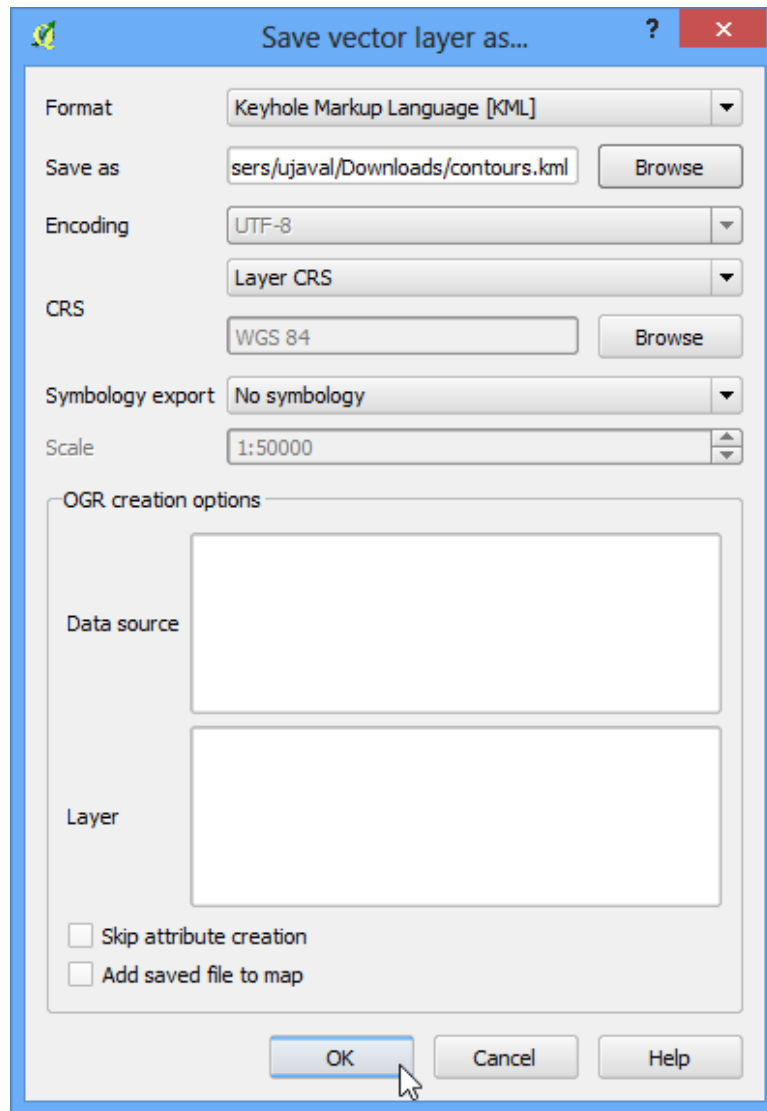 Save vector layer as...
?
Format
Keyhole Markup Language [KML]
Save as
sers/ujaval/Downloads/contours.kml
Browse
Encoding
UTF-8
Layer CRS
CRS
WGS 84
Browse
Symbology export
No symbology
Scale
1:50000
OGR creation options
Data source
Layer
Skip attribute creation
Add saved file to map
OK
Cancel
Help